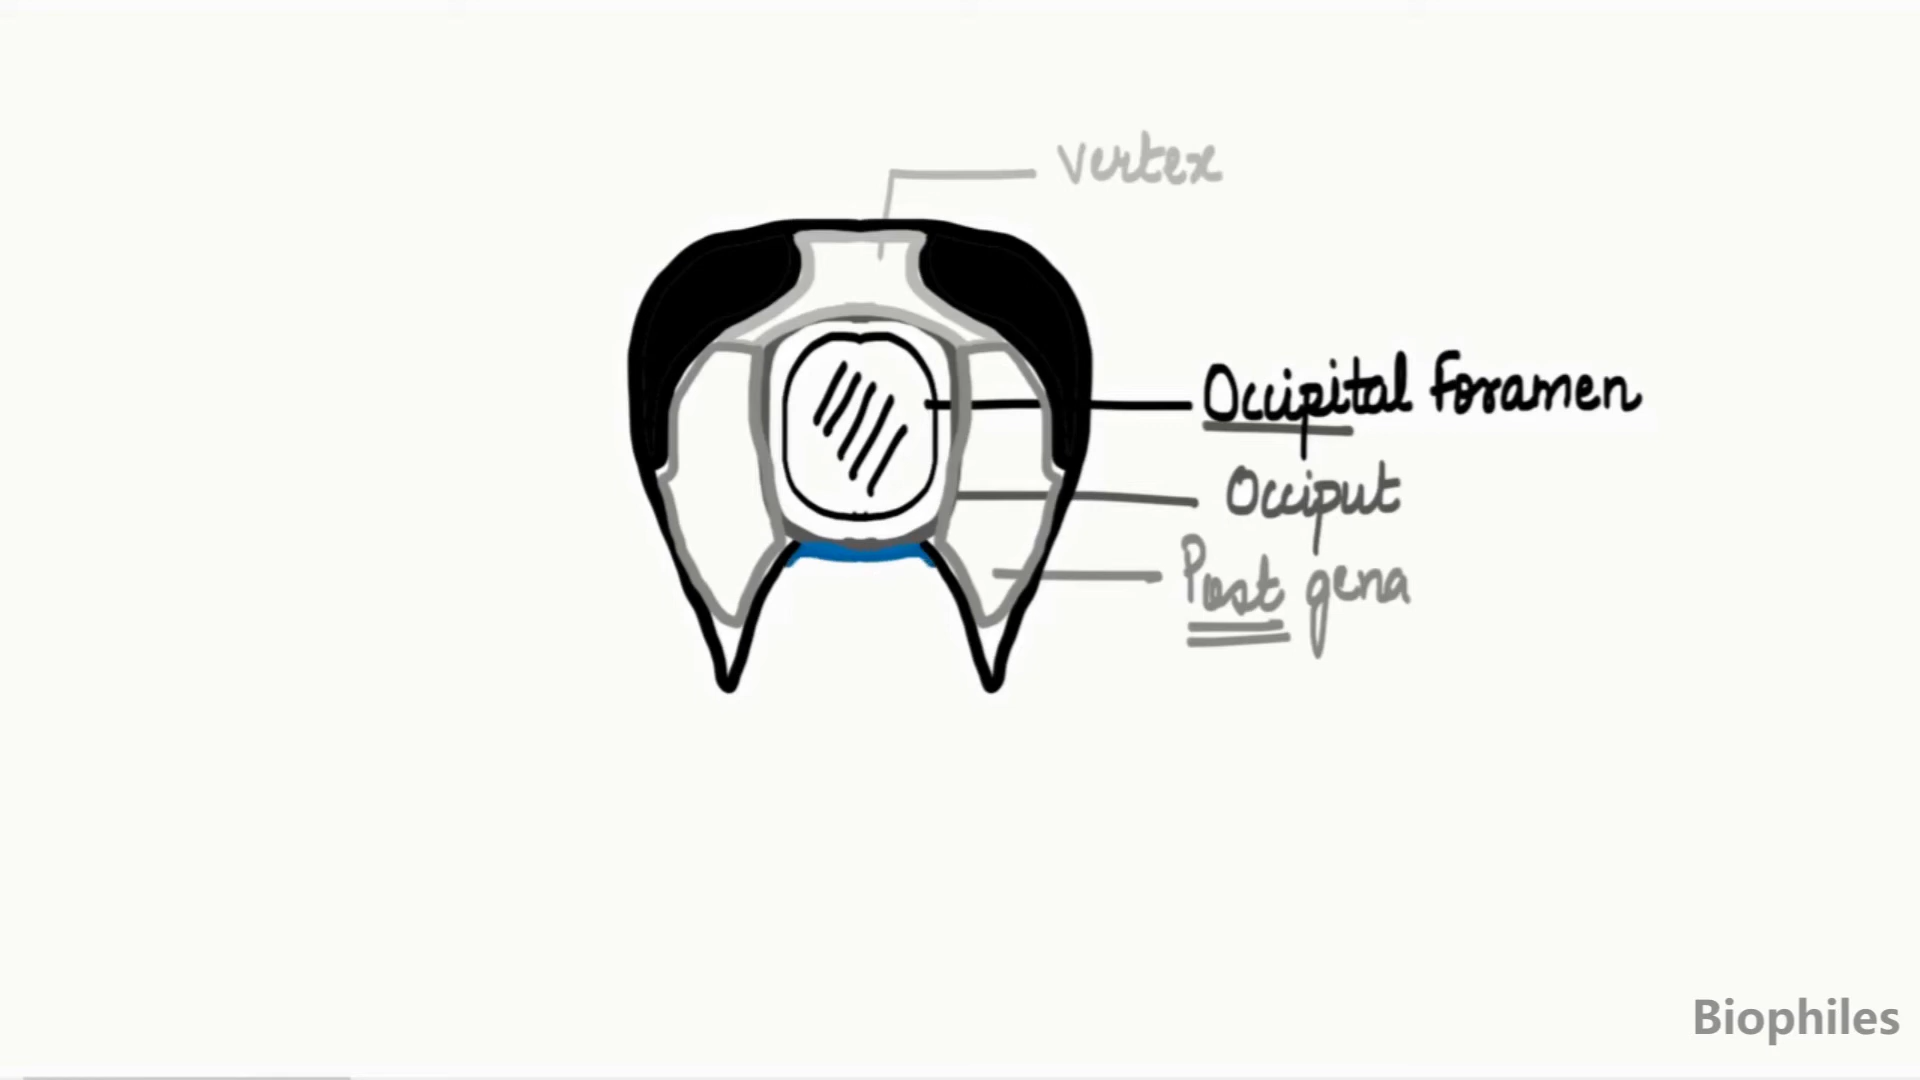 Vertex
Occipital foramen
Occiput
Post gena
Biophiles